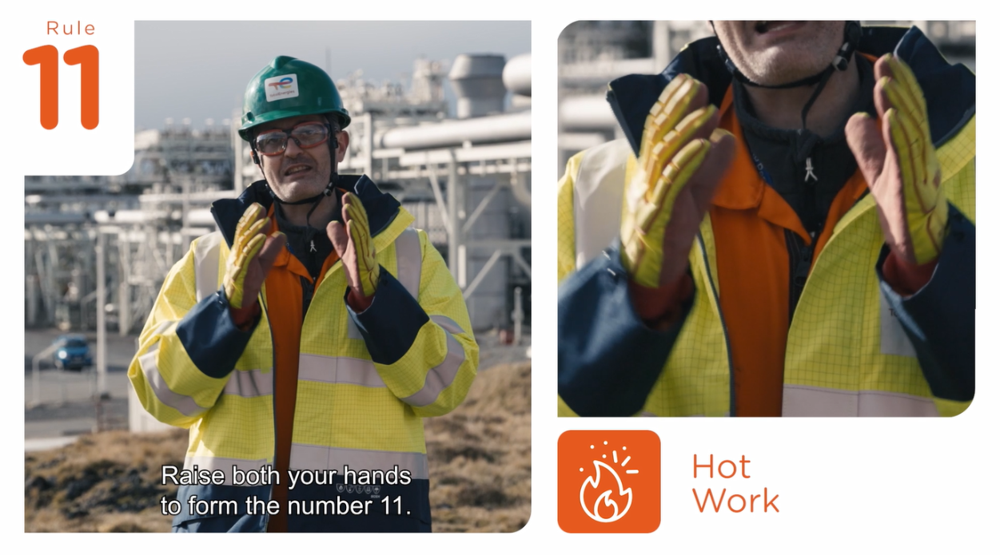 Rule
11
Raise both your hands
to form the number 11.
Hot
Work